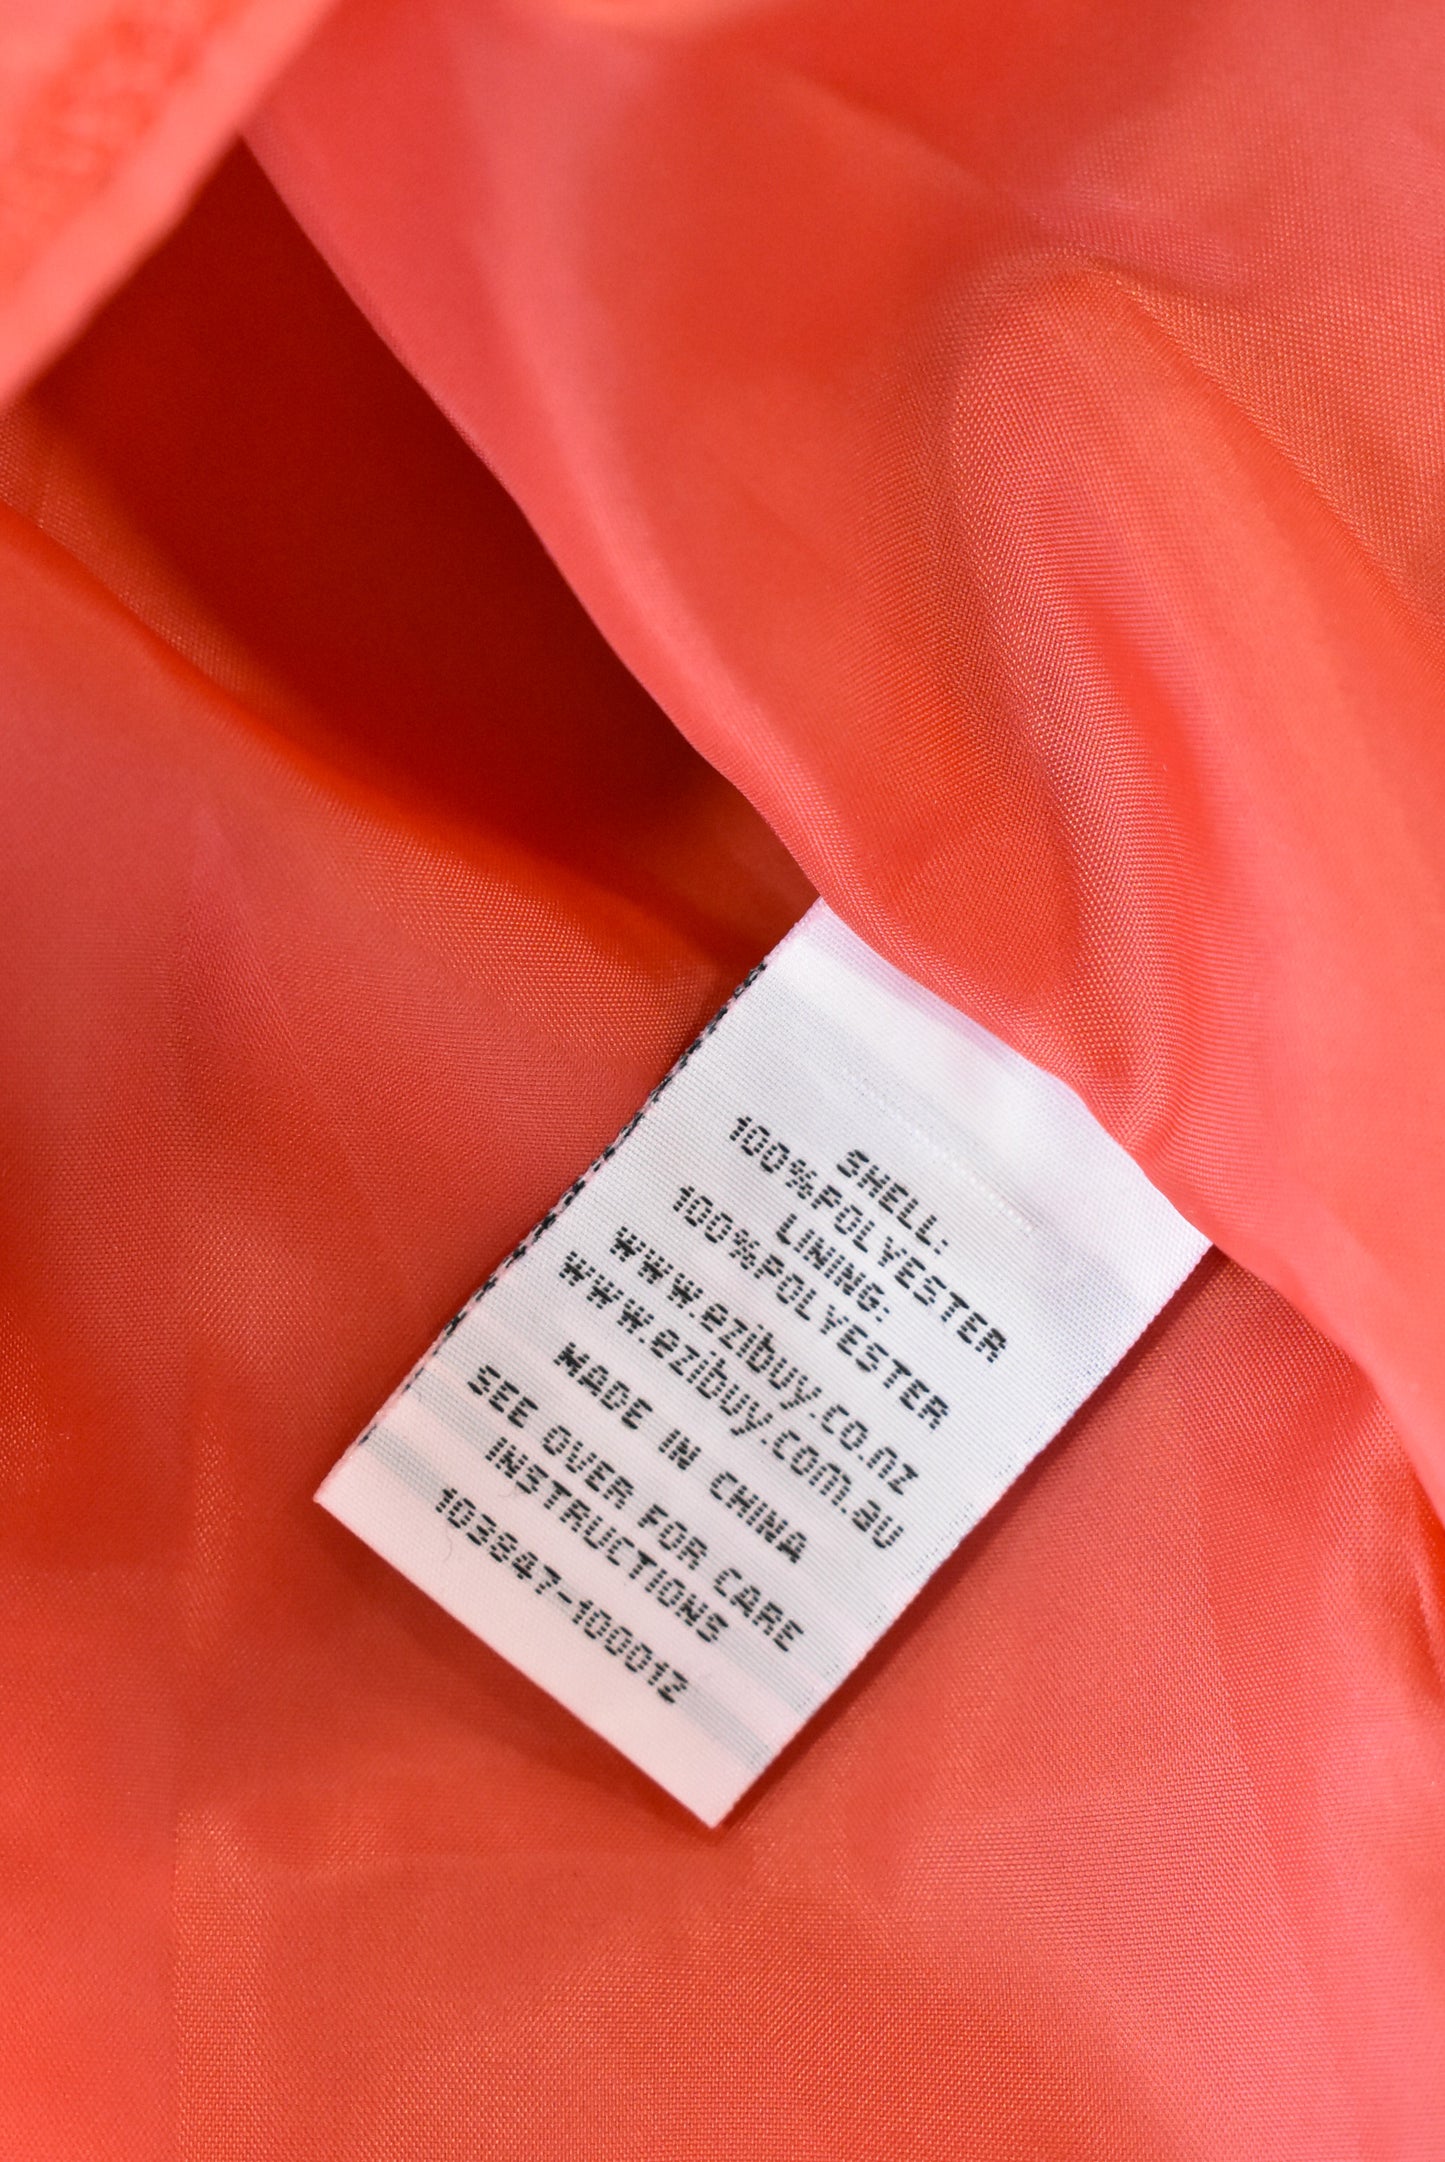 SHELL:
100%POLYESTER
LINING:
100%POLYESTER
www.ezibuy.co.nz
www.ezibuy.com.au
MADE IN CHINA
SEE OVER FOR CARE
INSTRUCTIONS
103847-100012